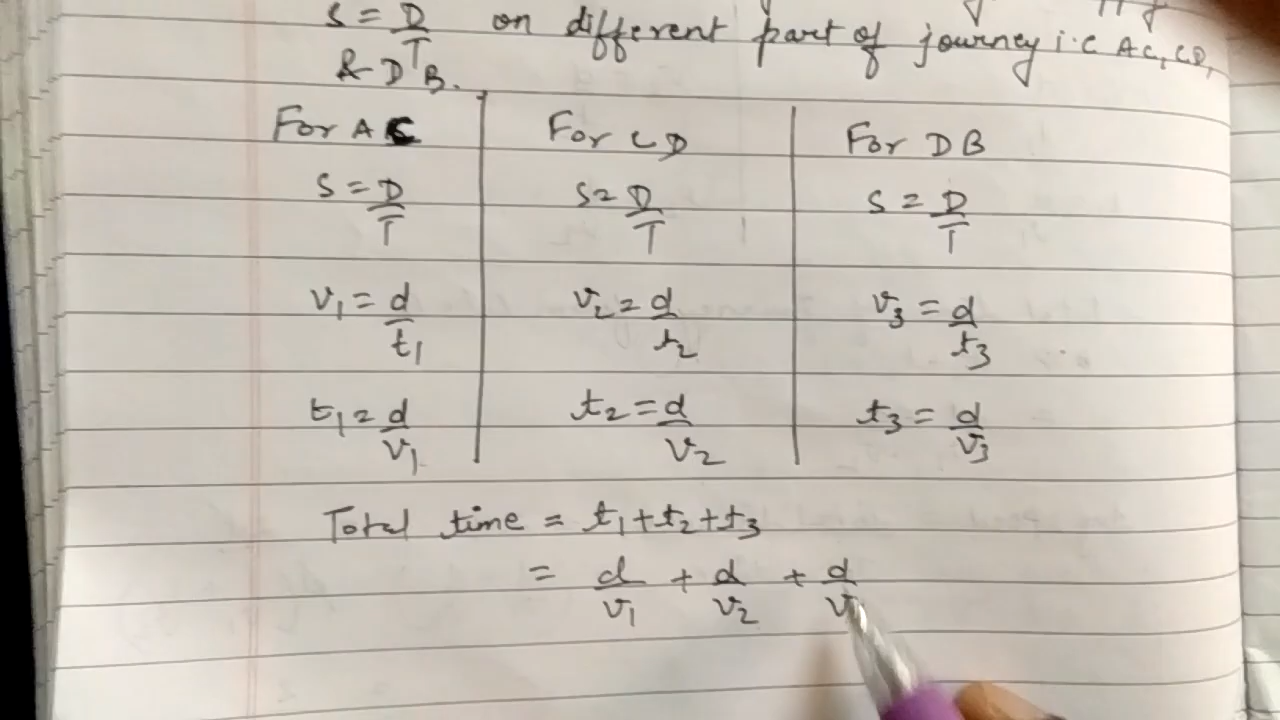 S = D/T on different part of journey i.e AC, CD,
& DB.
For AC | For CD | For DB
S = D/T | S = D/T | S = D/T
v₁ = d/t₁ | v₂ = d/t₂ | v₃ = d/t₃
t₁ = d/v₁ | t₂ = d/v₂ | t₃ = d/v₃
Total time = t₁+t₂+t₃
= d/v₁ + d/v₂ + d/v